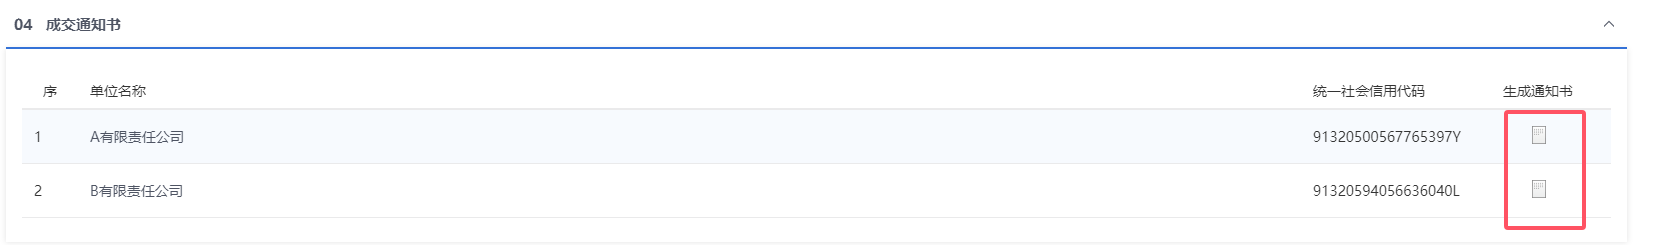 04 成交通知书
序 单位名称 统一社会信用代码 生成通知书
1 A有限责任公司 91320500567765397Y
2 B有限责任公司 91320594056636040L